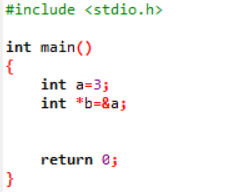 #include <stdio.h>
int main()
{
    int a=3;
    int *b=&a;
    return 0;
}